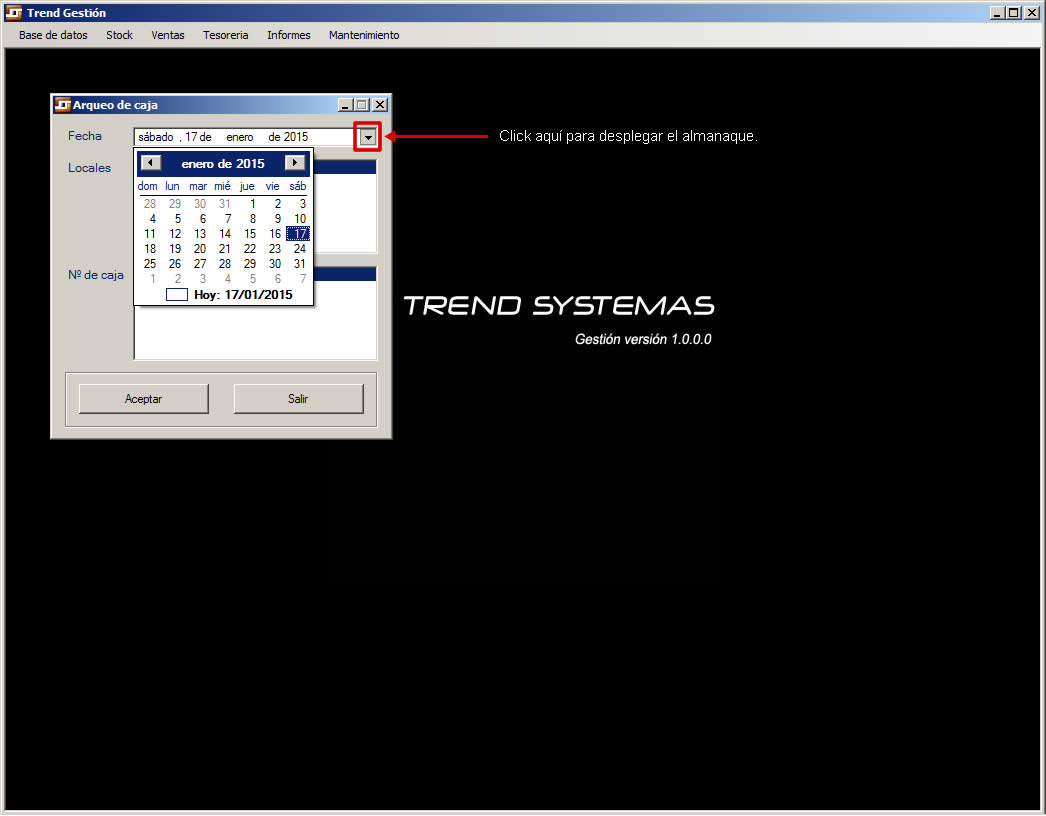 Trend Gestión
Base de datos Stock Ventas Tesoreria Informes Mantenimiento
Arqueo de caja
Fecha
sábado , 17 de enero de 2015
Click aquí para desplegar el almanaque.
Locales
enero de 2015
dom lun mar mié jue vie sáb
28 29 30 31 1 2 3
4 5 6 7 8 9 10
11 12 13 14 15 16 17
18 19 20 21 22 23 24
25 26 27 28 29 30 31
1 2 3 4 5 6 7
Hoy: 17/01/2015
Nº de caja
TREND SYSTEMAS
Gestión versión 1.0.0.0
Aceptar Salir